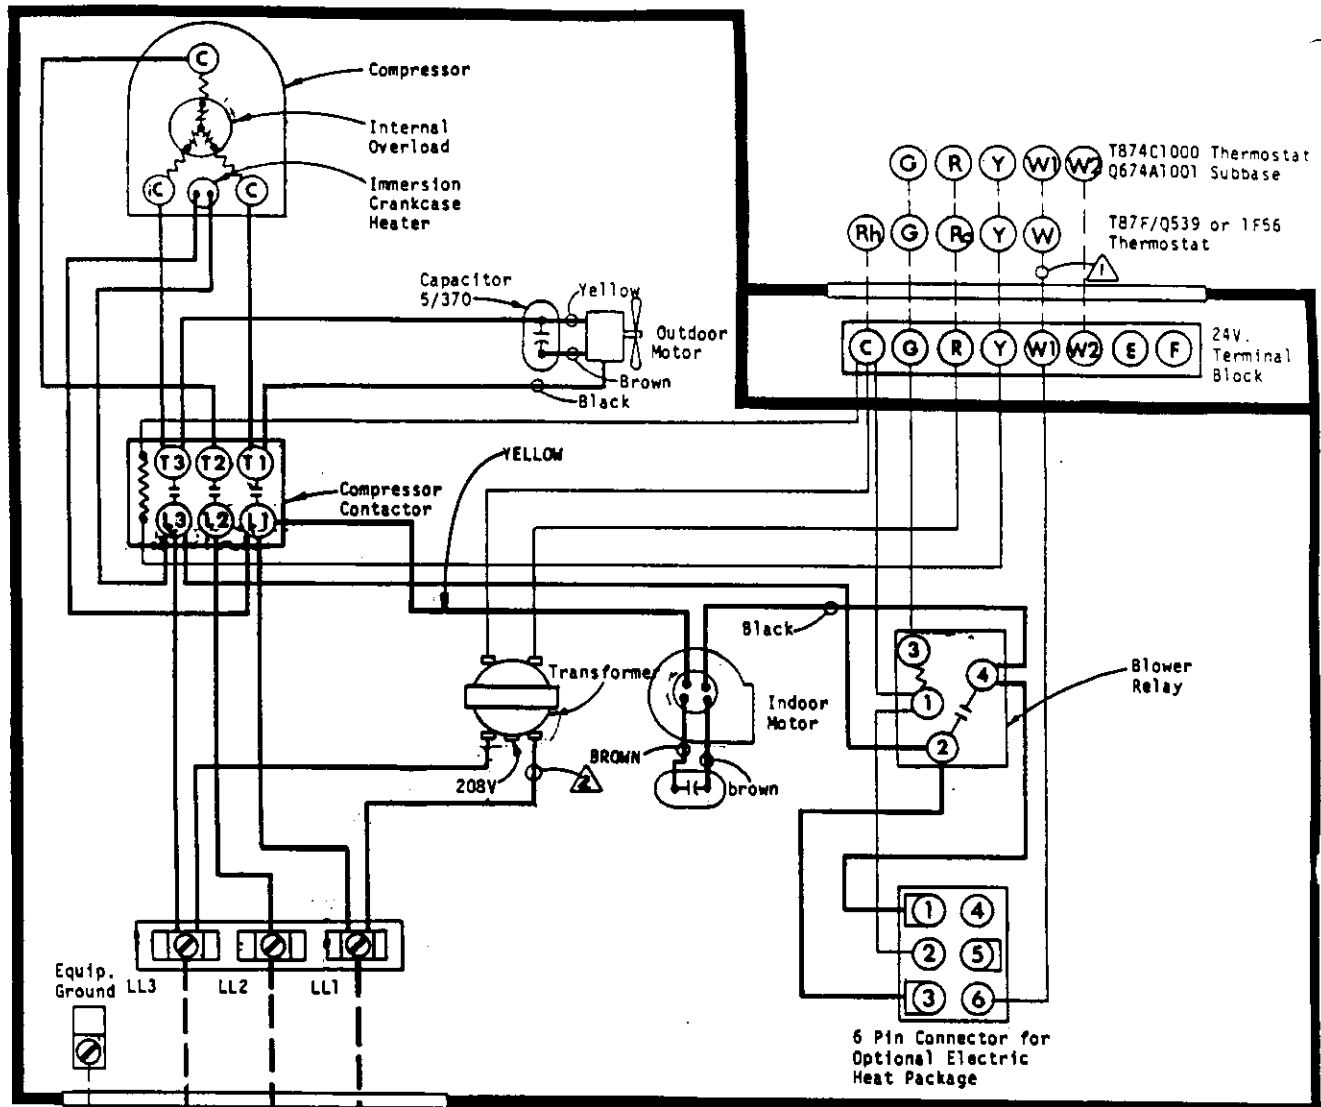 C
Compressor
Internal
Overload
C
C
Immersion
Crankcase
Heater
G R Y W1 W2
T874C1000 Thermostat
Q674A1001 Subbase
Rh G Rc Y W
T87F/Q539 or 1F56
Thermostat
1
Capacitor
5/370
Yellow
Outdoor
Motor
Brown
Black
C G R Y W1 W2 E F
24V.
Terminal
Block
T3 T2 T1
YELLOW
L3 L2 L1
Compressor
Contactor
Black
3
4
1
2
Blower
Relay
Transformer
Indoor
Motor
BROWN
208V
2
brown
1 4
2 5
3 6
Equip.
Ground
LL3
LL2
LL1
6 Pin Connector for
Optional Electric
Heat Package